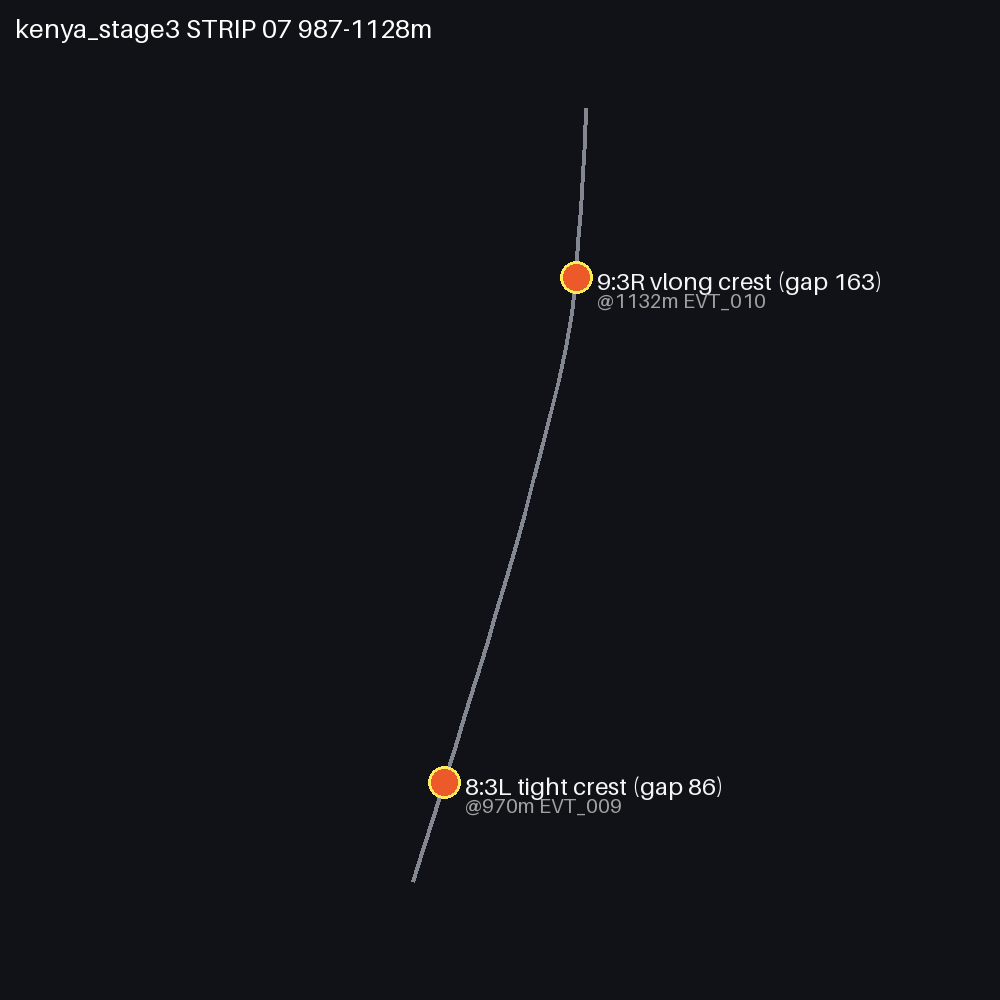 kenya_stage3 STRIP 07 987-1128m
9:3R vlong crest (gap 163)
@1132m EVT_010
8:3L tight crest (gap 86)
@970m EVT_009